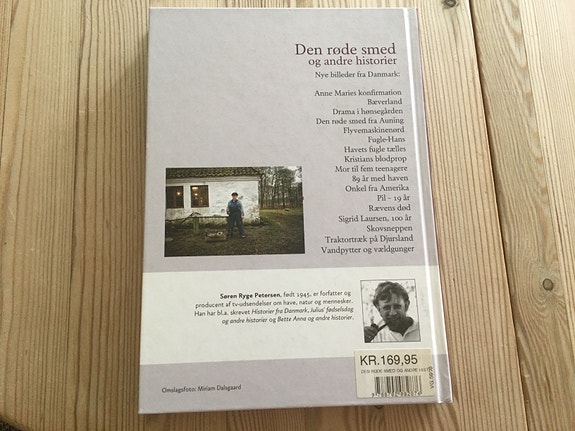 Den røde smed
og andre historier
Nye billeder fra Danmark:
Anne Maries konfirmation
Bæverland
Drama i hønsegården
Den røde smed fra Auning
Flyvemaskinenørd
Fugle-Hans
Havets fugle tælles
Kristians blodprop
Mor til fem teenagere
89 år med haven
Onkel fra Amerika
Pil - 19 år
Rævens død
Sigrid Laursen, 100 år
Skovsneppen
Traktortræk på Djursland
Vandpytter og vældgunger
Søren Ryge Petersen, født 1945, er forfatter og
producent af tv-udsendelser om have, natur og mennesker.
Han har bl.a. skrevet Historier fra Danmark, Julius' fødselsdag
og andre historier og Bette Anna og andre historier.
KR.169,95
DEN RØDE SMED OG ANDRE
Omslagsfoto: Miriam Dalsgaard